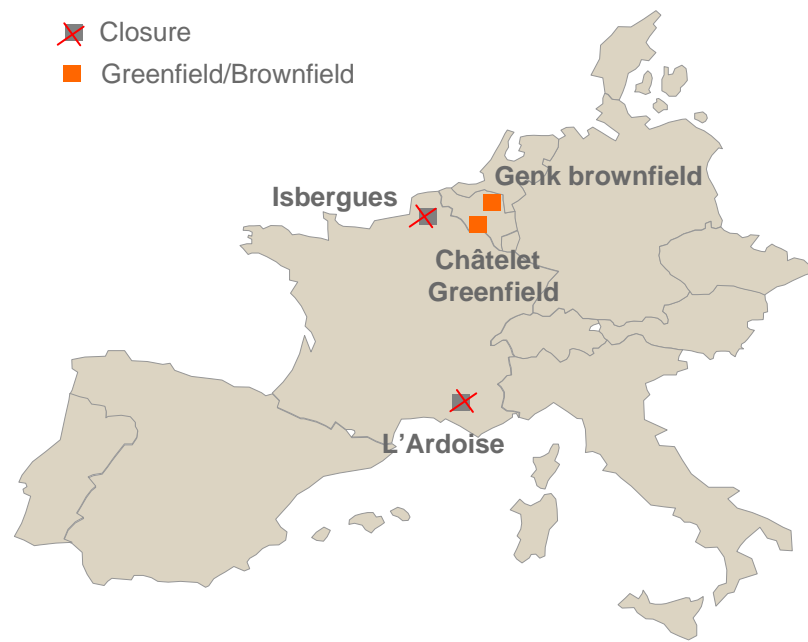 Closure
Greenfield/Brownfield
Genk brownfield
Isbergues
Châtelet
Greenfield
L'Ardoise